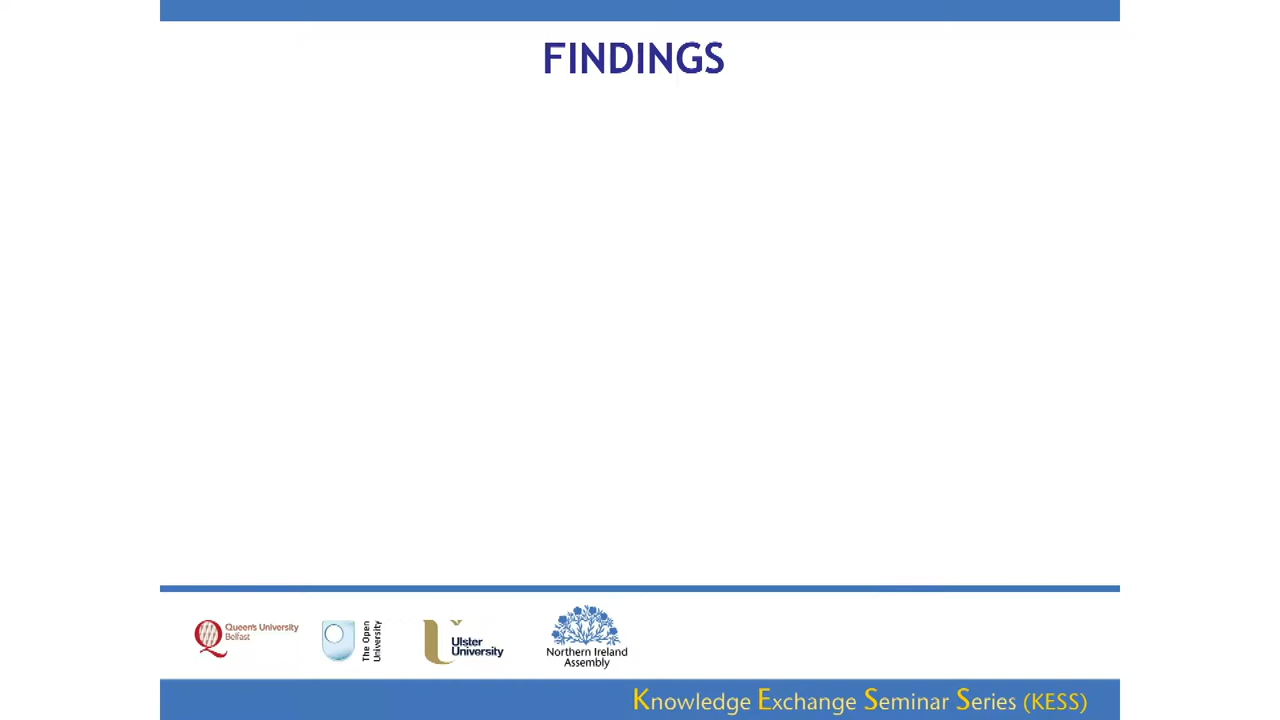 FINDINGS
Queen's University
Belfast
The Open
University
Ulster
University
Northern Ireland
Assembly
Knowledge Exchange Seminar Series (KESS)